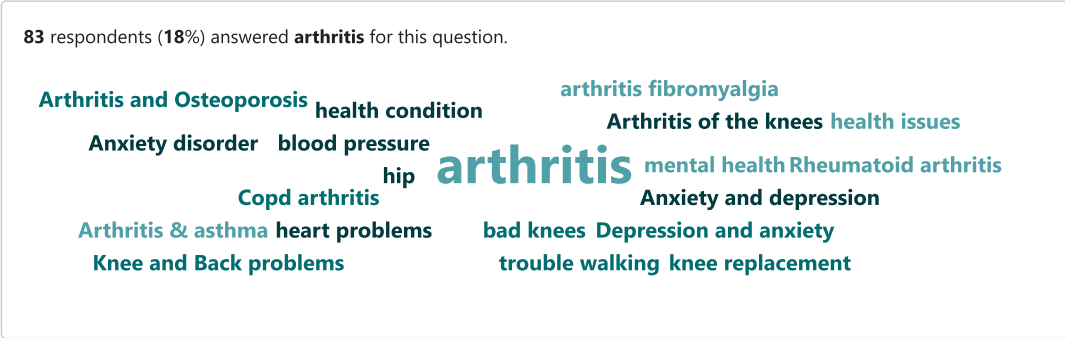 83 respondents (18%) answered arthritis for this question.
arthritis fibromyalgia
Arthritis and Osteoporosis
health condition
Arthritis of the knees health issues
Anxiety disorder blood pressure
arthritis
mental health Rheumatoid arthritis
hip
Copd arthritis
Anxiety and depression
Arthritis & asthma heart problems
bad knees Depression and anxiety
Knee and Back problems
trouble walking knee replacement